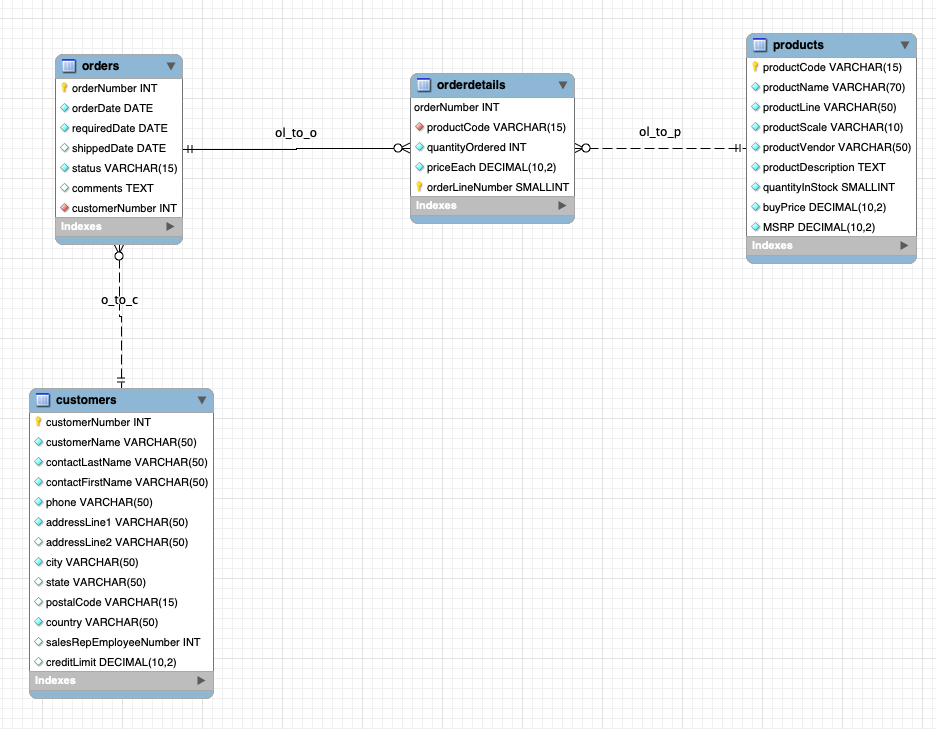 orders
orderNumber INT
orderDate DATE
requiredDate DATE
shippedDate DATE
status VARCHAR(15)
comments TEXT
customerNumber INT
Indexes
ol_to_o
orderdetails
orderNumber INT
productCode VARCHAR(15)
quantityOrdered INT
priceEach DECIMAL(10,2)
orderLineNumber SMALLINT
Indexes
ol_to_p
products
productCode VARCHAR(15)
productName VARCHAR(70)
productLine VARCHAR(50)
productScale VARCHAR(10)
productVendor VARCHAR(50)
productDescription TEXT
quantityInStock SMALLINT
buyPrice DECIMAL(10,2)
MSRP DECIMAL(10,2)
Indexes
o_to_c
customers
customerNumber INT
customerName VARCHAR(50)
contactLastName VARCHAR(50)
contactFirstName VARCHAR(50)
phone VARCHAR(50)
addressLine1 VARCHAR(50)
addressLine2 VARCHAR(50)
city VARCHAR(50)
state VARCHAR(50)
postalCode VARCHAR(15)
country VARCHAR(50)
salesRepEmployeeNumber INT
creditLimit DECIMAL(10,2)
Indexes